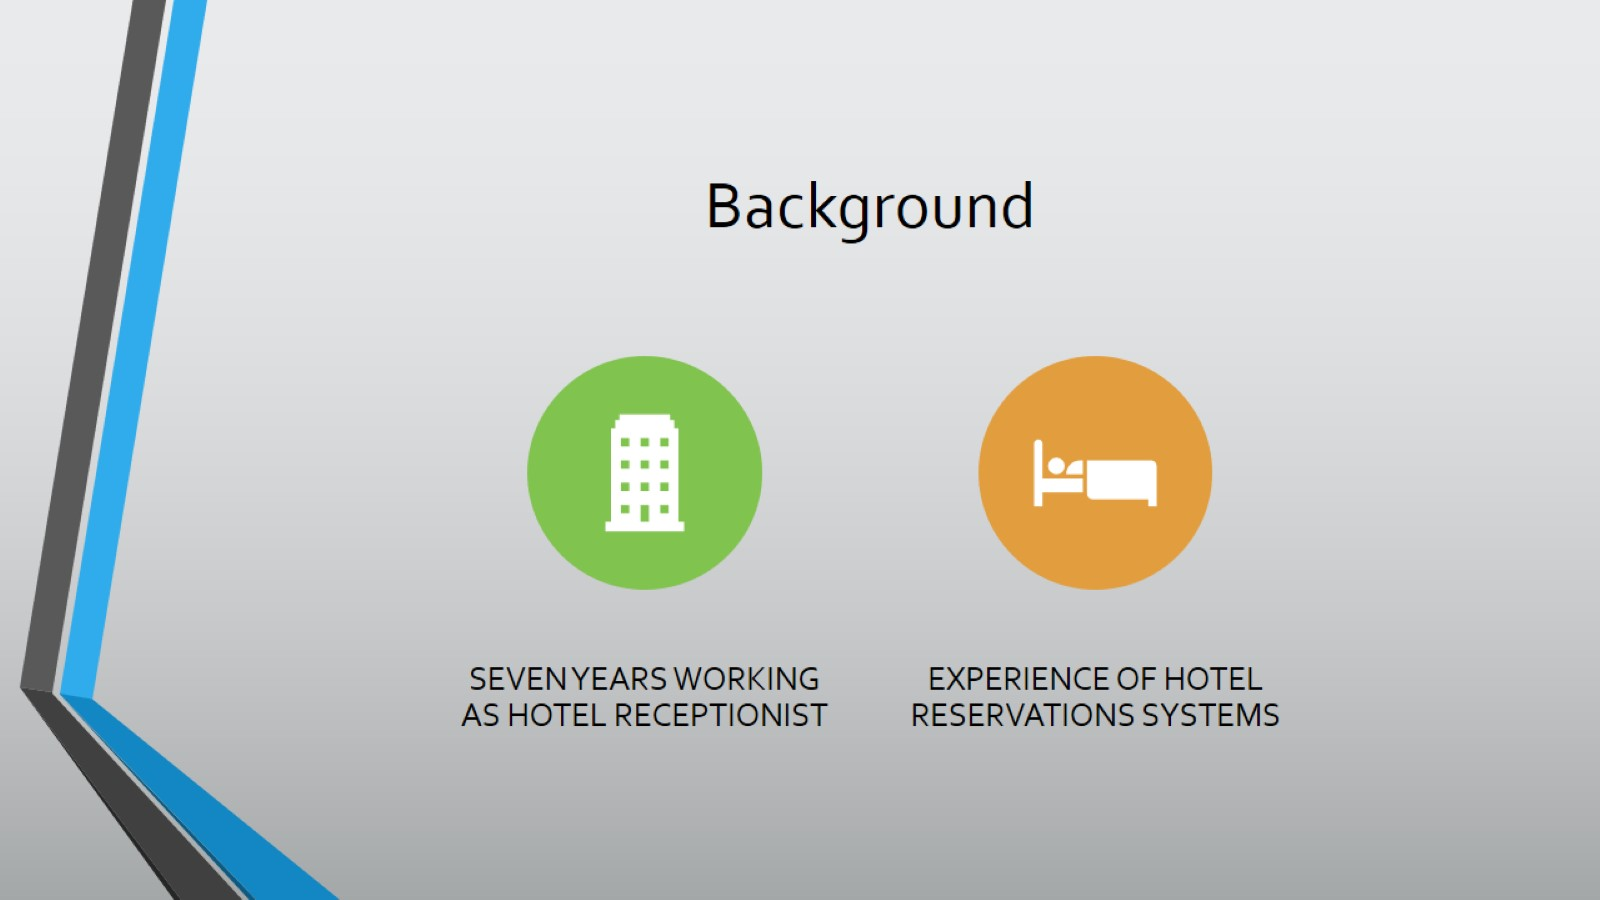 Background
SEVEN YEARS WORKING
AS HOTEL RECEPTIONIST
EXPERIENCE OF HOTEL
RESERVATIONS SYSTEMS